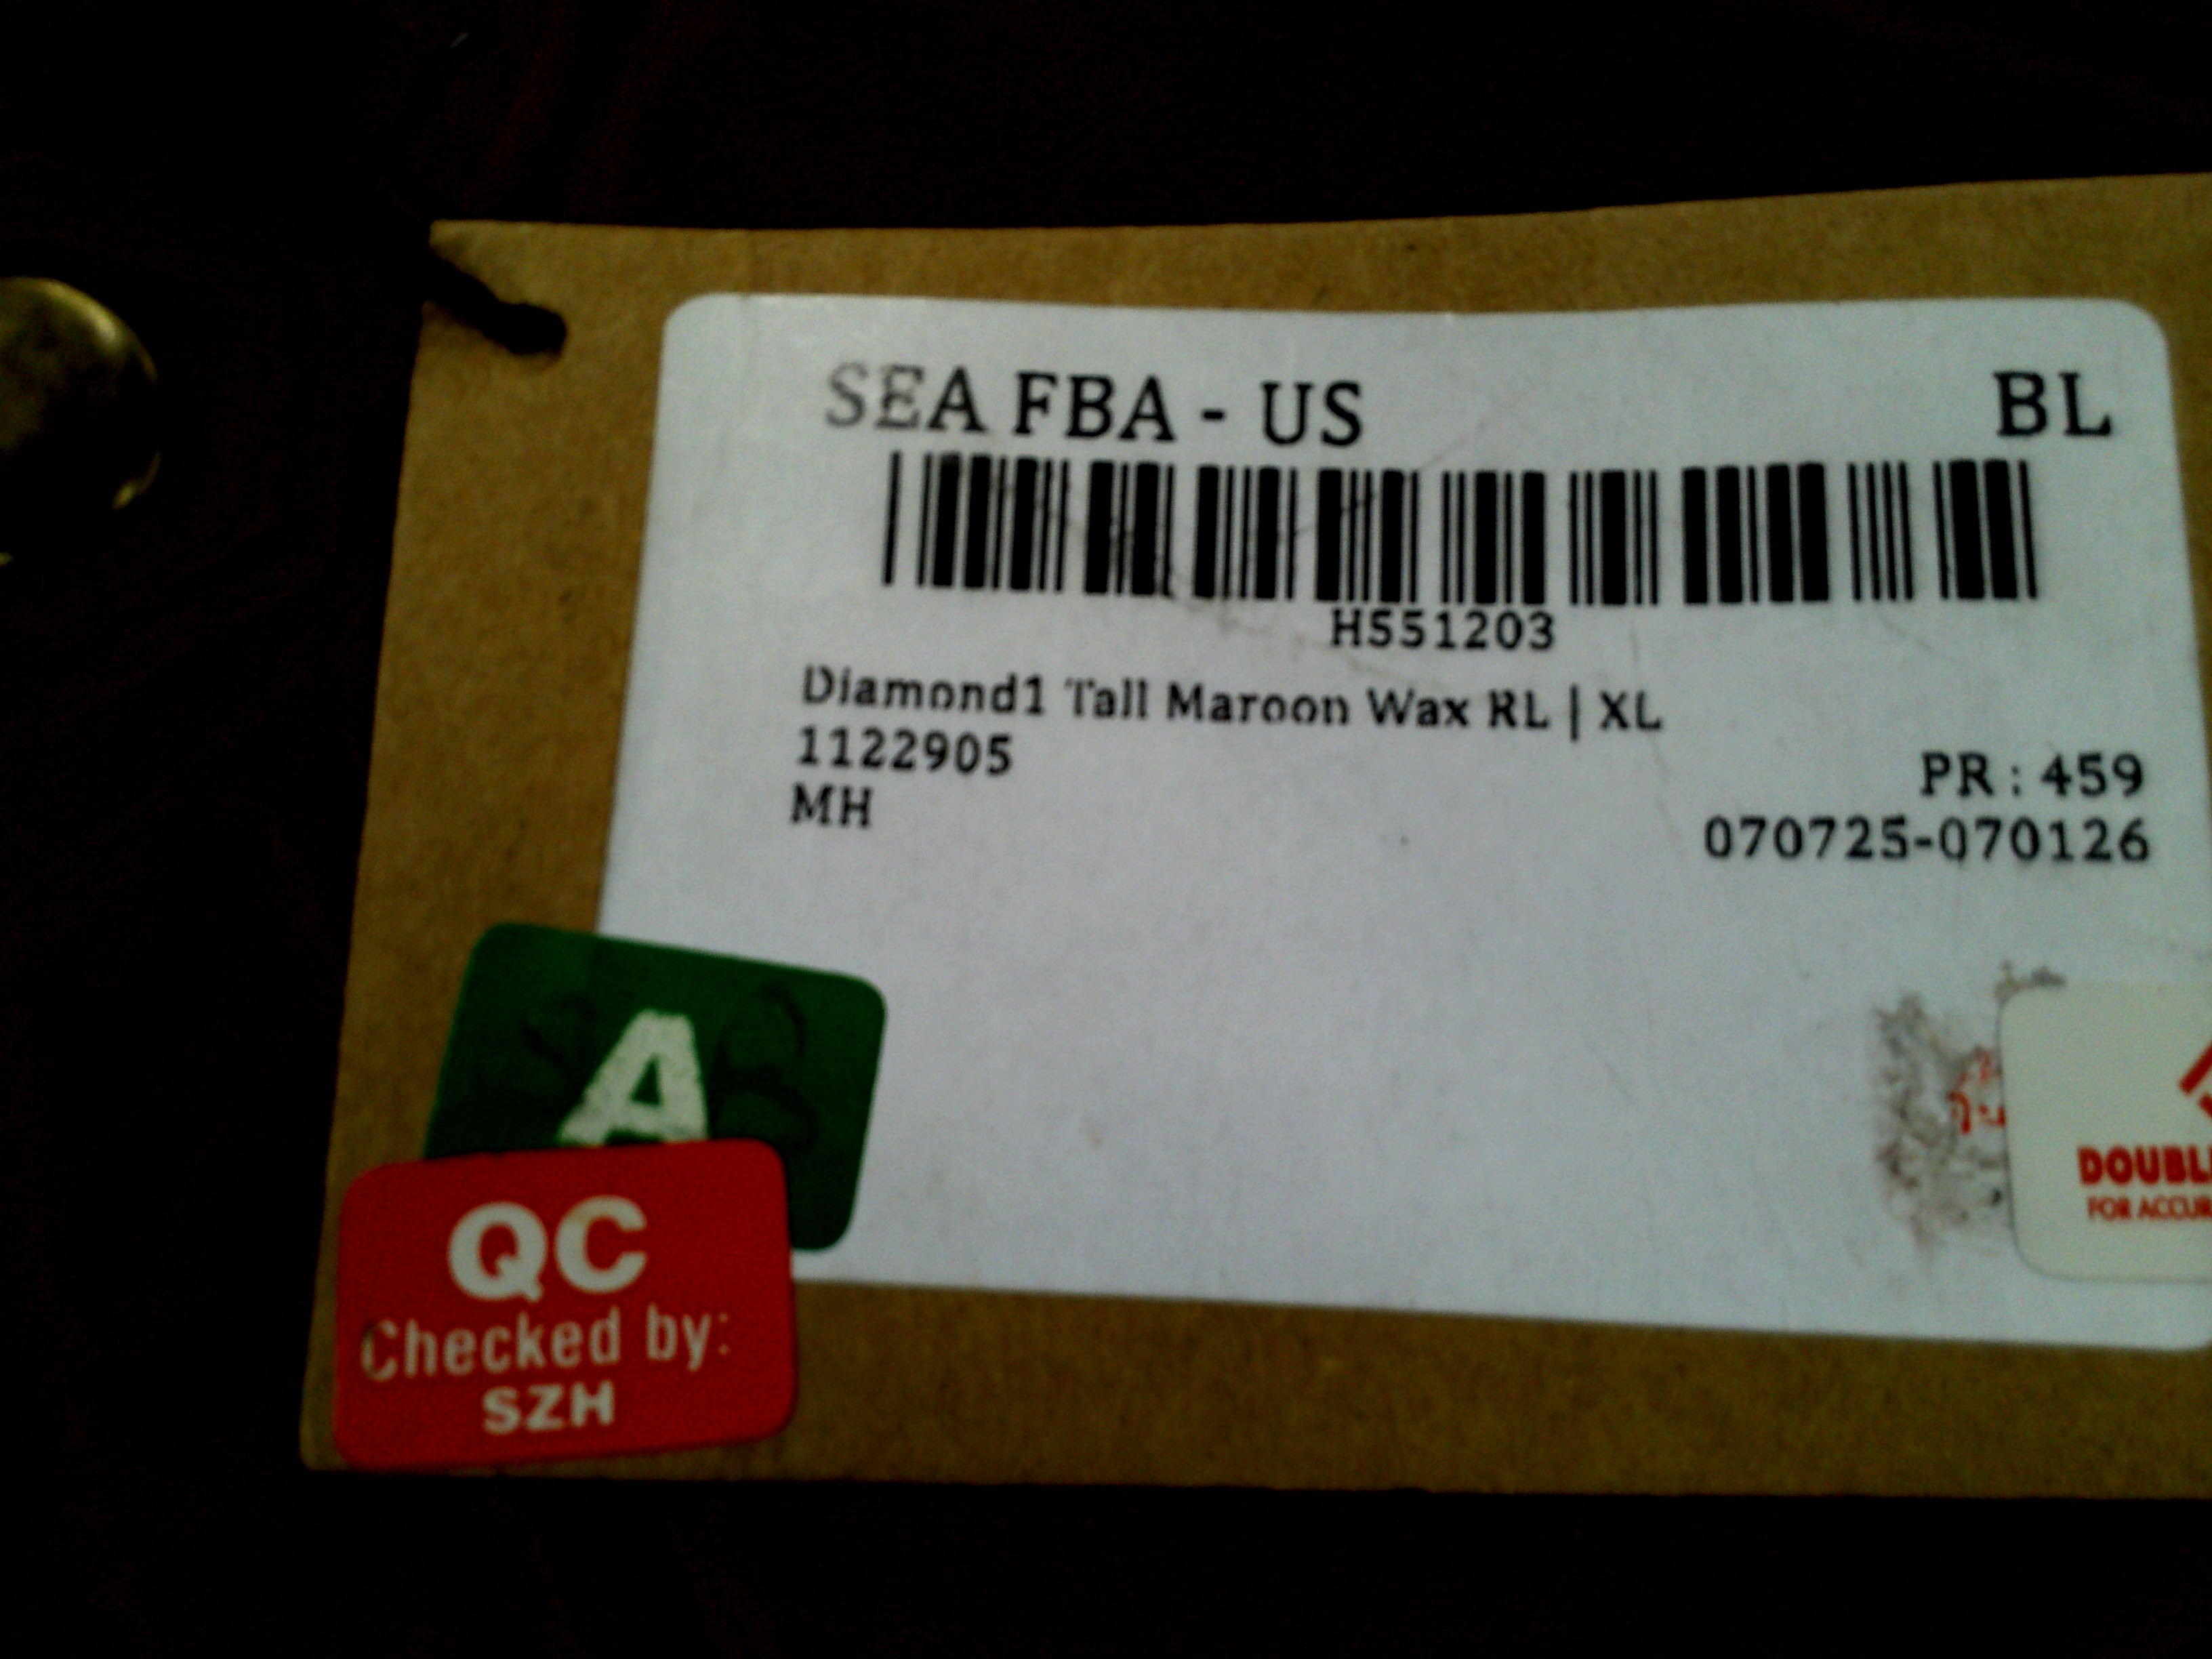 SEA FBA - US BL
H551203
Diamond1 Tall Maroon Wax RL | XL
1122905
PR : 459
MH
070725-070126
A
QC
Checked by:
SZH
DOUBL
FOR ACCUR